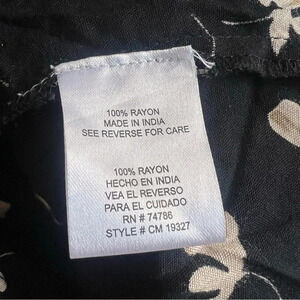 100% RAYON
MADE IN INDIA
SEE REVERSE FOR CARE
100% RAYON
HECHO EN INDIA
VEA EL REVERSO
PARA EL CUIDADO
RN # 74786
STYLE # CM 19327